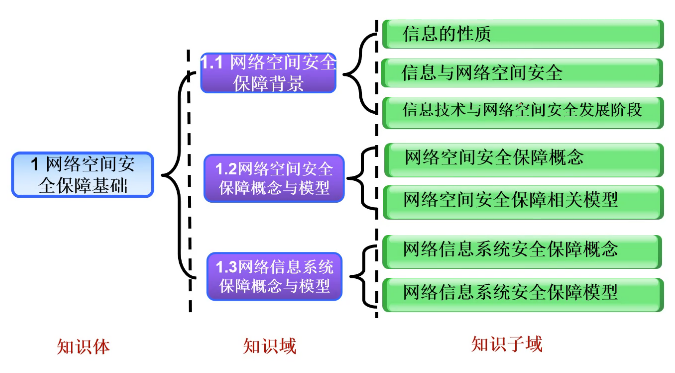 1 网络空间安
全保障基础
1.1 网络空间安全
保障背景
信息的性质
信息与网络空间安全
信息技术与网络空间安全发展阶段
1.2网络空间安全
保障概念与模型
网络空间安全保障概念
网络空间安全保障相关模型
1.3网络信息系统
保障概念与模型
网络信息系统安全保障概念
网络信息系统安全保障模型
知识体
知识域
知识子域